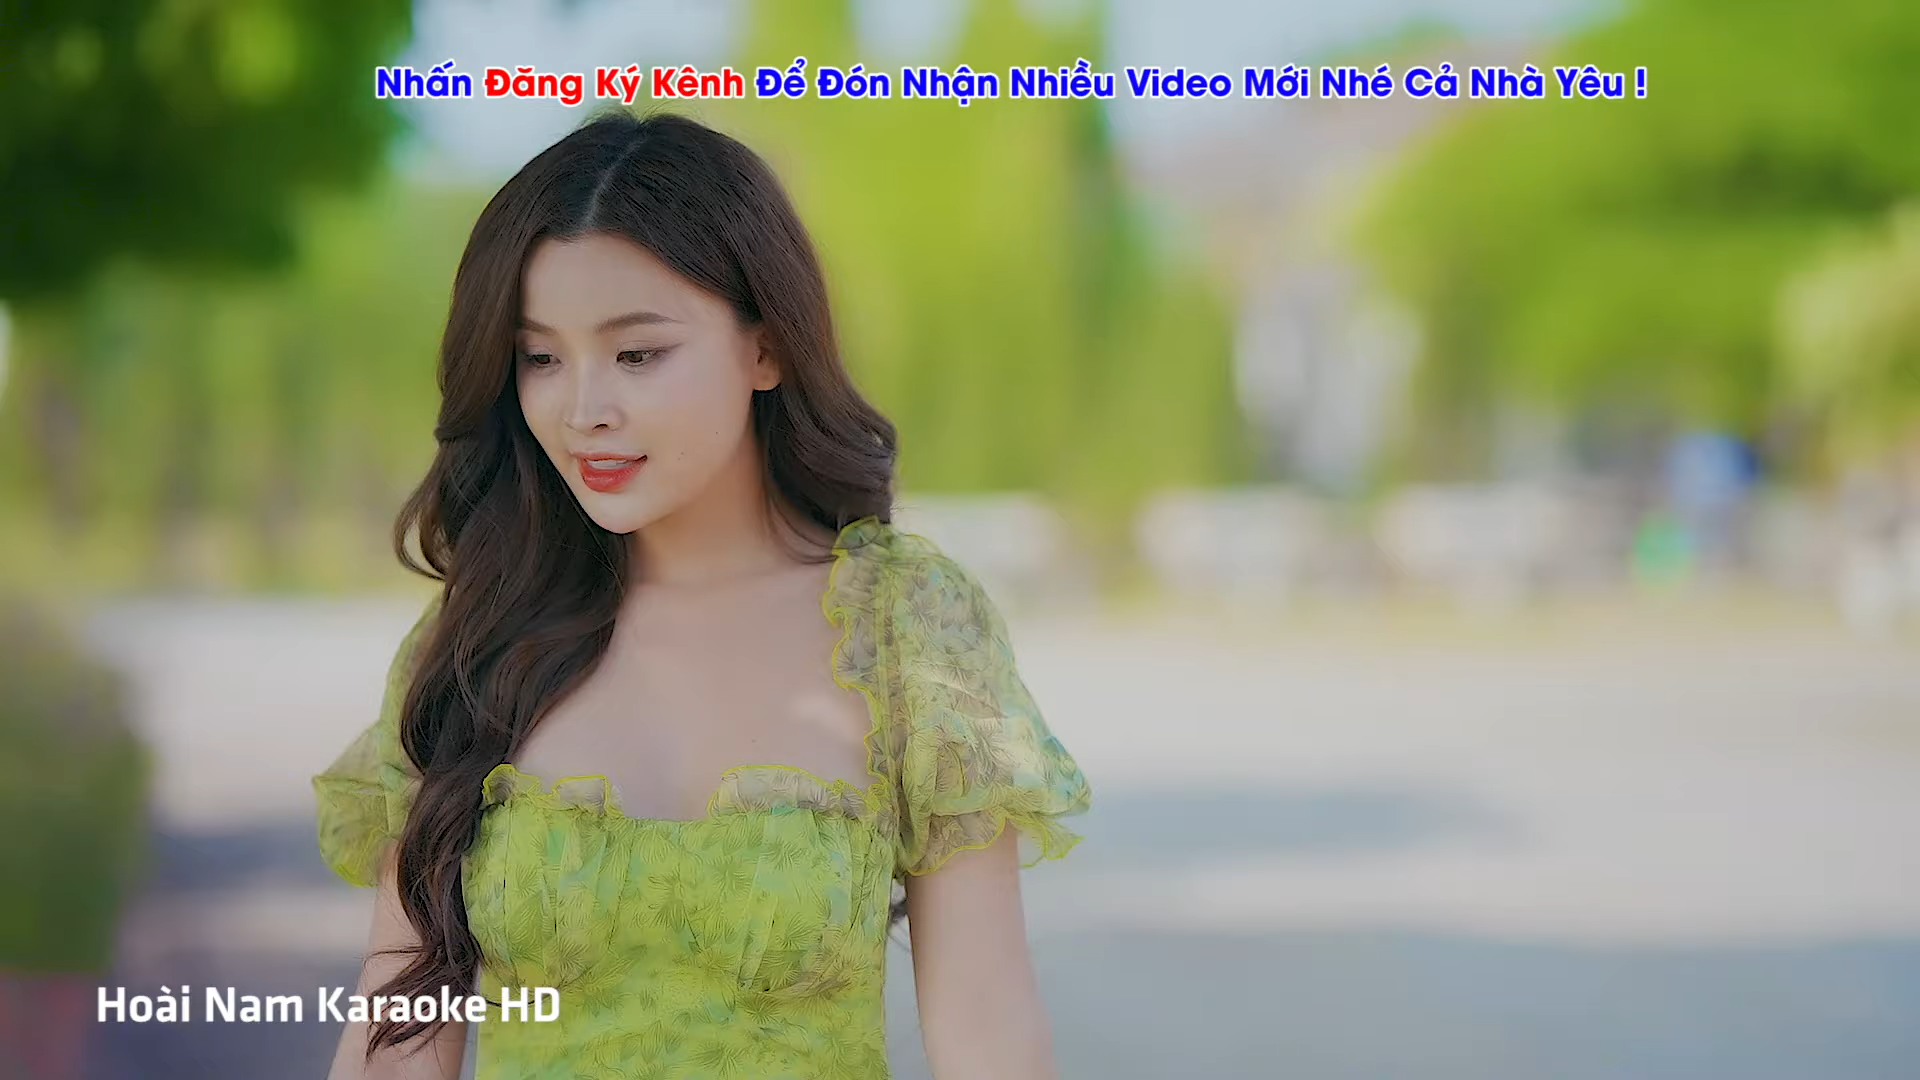 Nhấn Đăng Ký Kênh Để Đón Nhận Nhiều Video Mới Nhé Cả Nhà Yêu !
Hoài Nam Karaoke HD